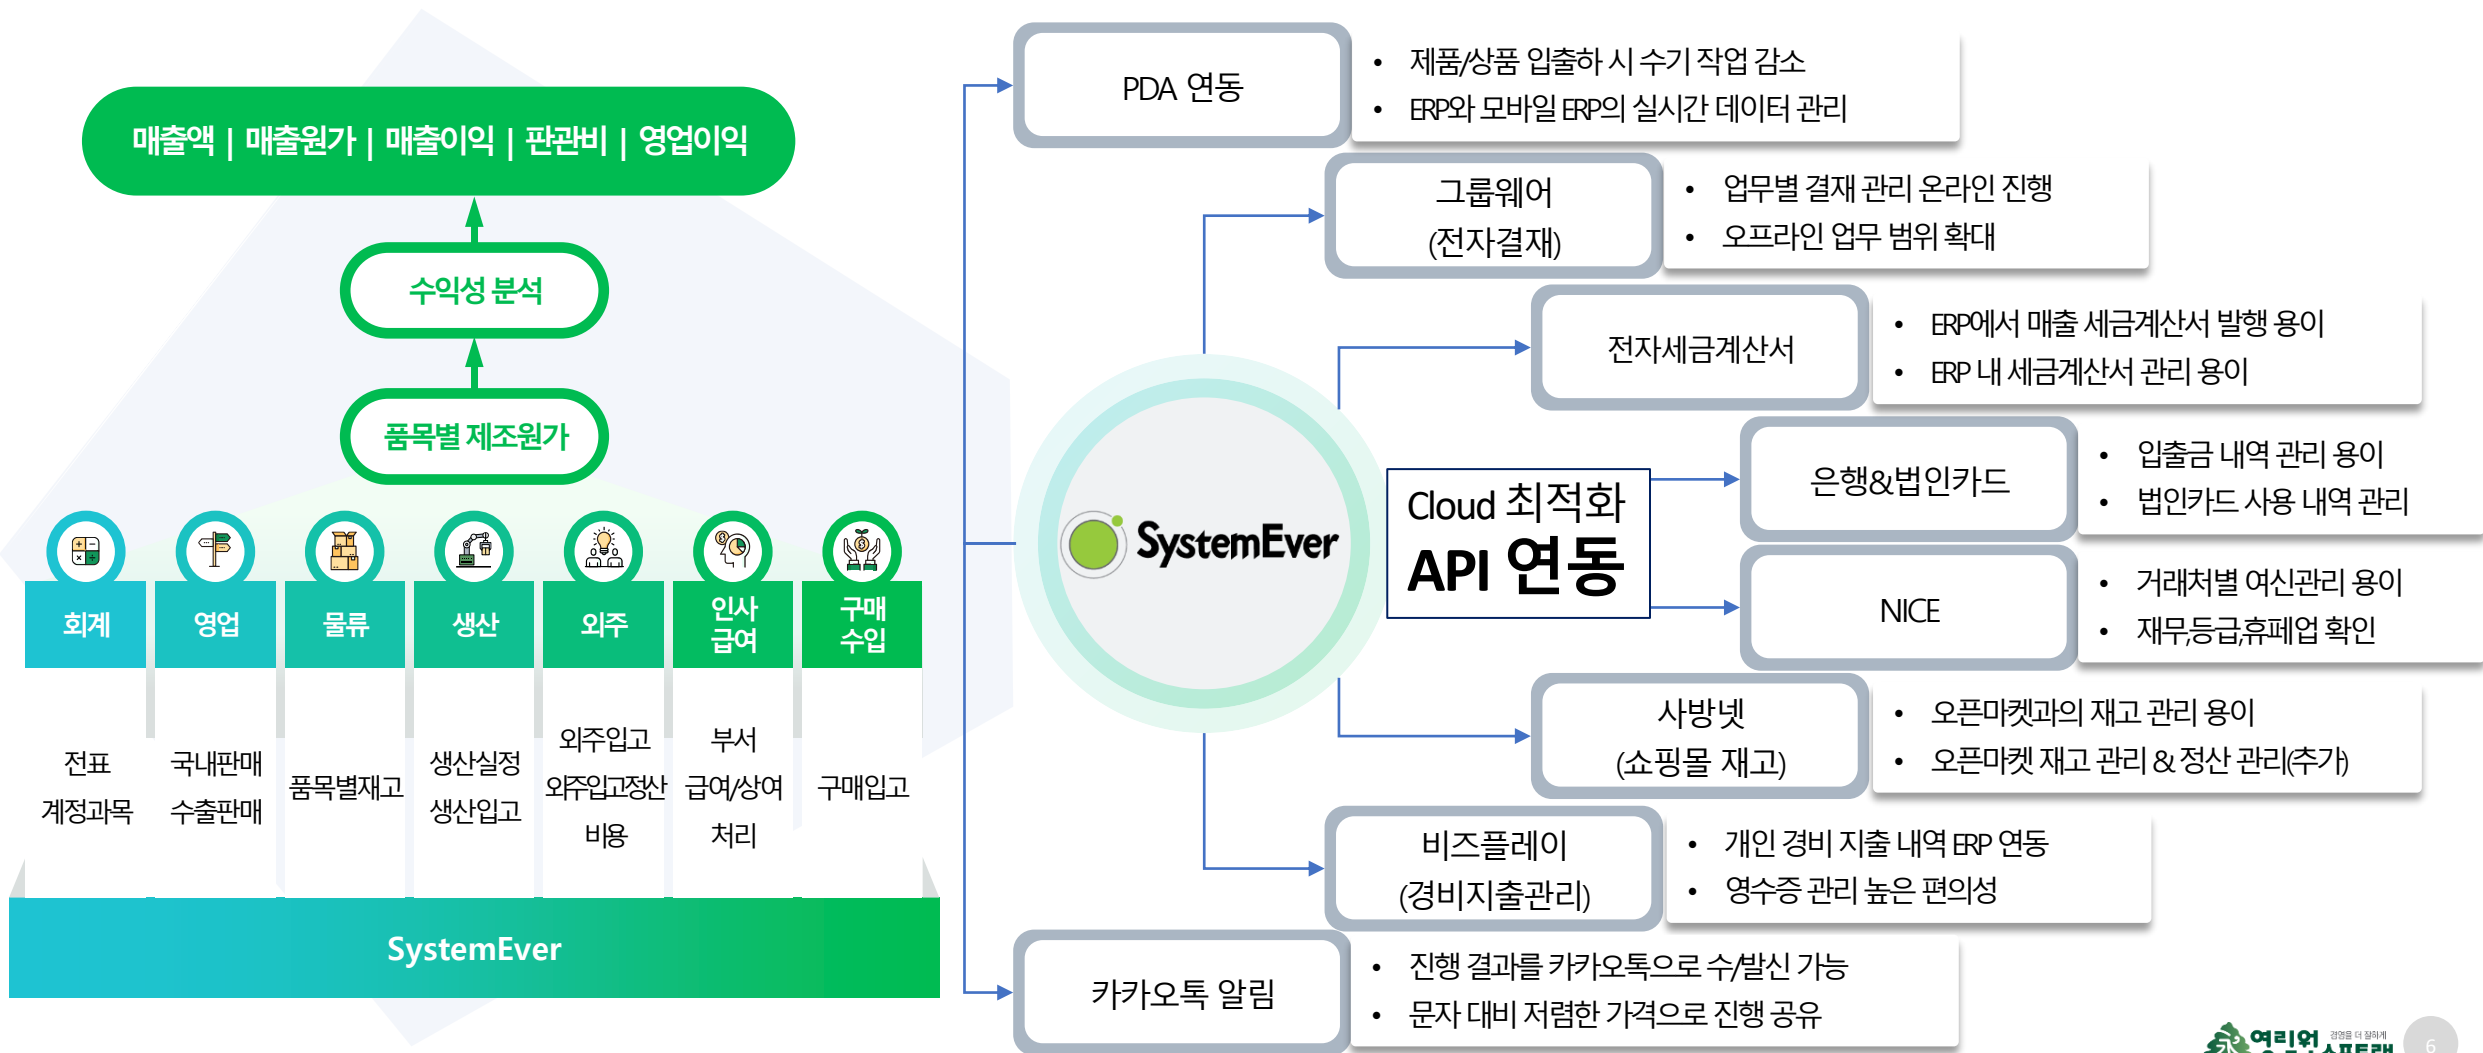 매출액 | 매출원가 | 매출이익 | 판관비 | 영업이익
수익성 분석
품목별 제조원가
회계
영업
물류
생산
외주
인사
급여
구매
수입
전표
계정과목
국내판매
수출판매
품목별재고
생산실정
생산입고
외주입고
외주입고정산
비용
부서
급여/상여
처리
구매입고
SystemEver
SystemEver
Cloud 최적화
API 연동
PDA 연동
• 제품/상품 입출하 시 수기 작업 감소
• ERP와 모바일 ERP의 실시간 데이터 관리
그룹웨어
(전자결재)
• 업무별 결재 관리 온라인 진행
• 오프라인 업무 범위 확대
전자세금계산서
• ERP에서 매출 세금계산서 발행 용이
• ERP 내 세금계산서 관리 용이
은행&법인카드
• 입출금 내역 관리 용이
• 법인카드 사용 내역 관리
NICE
• 거래처별 여신관리 용이
• 재무,등급,휴페업 확인
사방넷
(쇼핑몰 재고)
• 오픈마켓과의 재고 관리 용이
• 오픈마켓 재고 관리 & 정산 관리(추가)
비즈플레이
(경비지출관리)
• 개인 경비 지출 내역 ERP 연동
• 영수증 관리 높은 편의성
카카오톡 알림
• 진행 결과를 카카오톡으로 수/발신 가능
• 문자 대비 저렴한 가격으로 진행 공유
경영을 더 잘하게
6